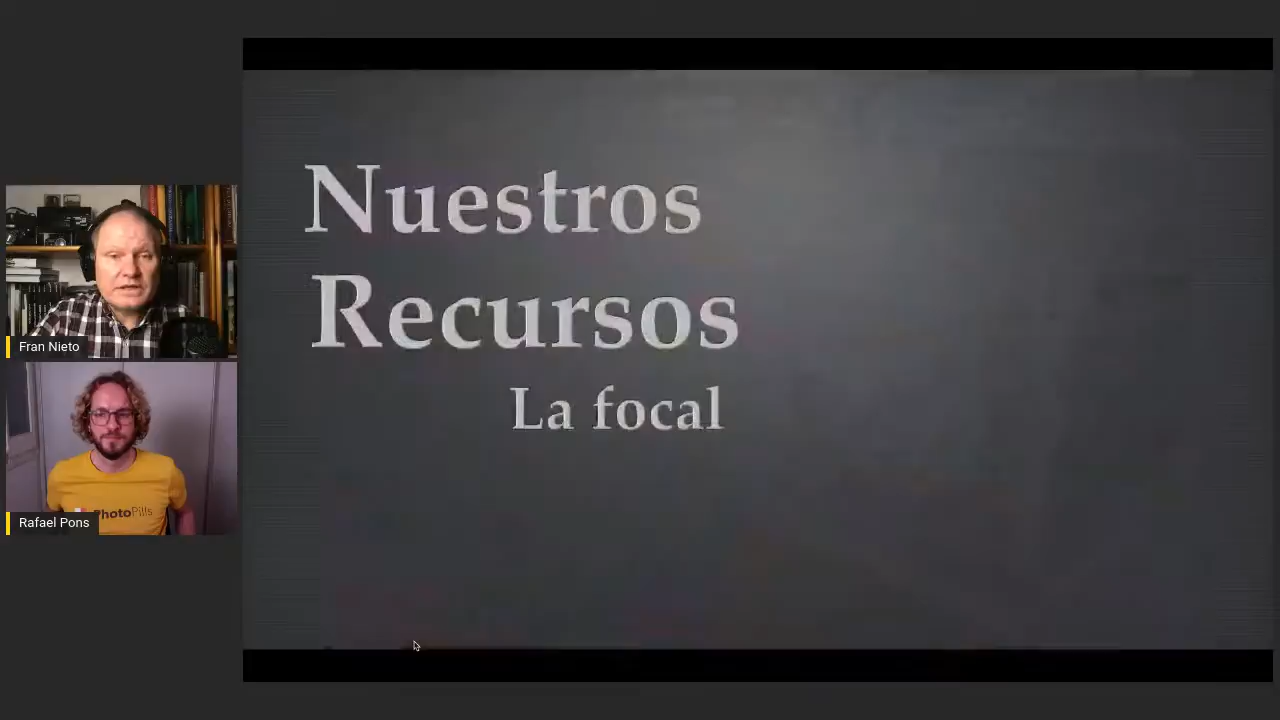 Nuestros
Recursos
La focal
Fran Nieto
PhotoPills
Rafael Pons